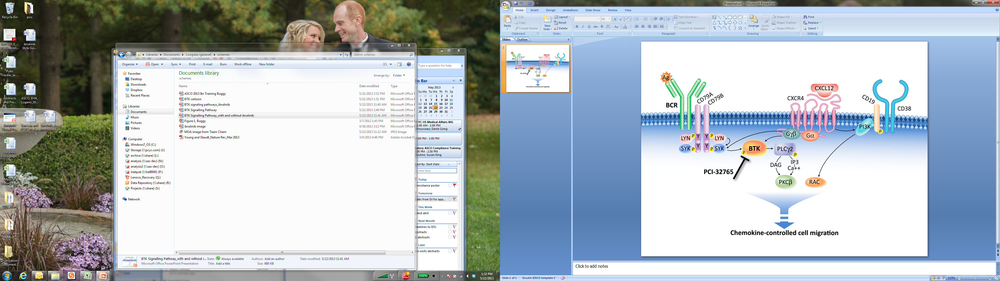 Recycle Bin
pics
GEN-001.0_...
Publication...
ibrutinib
Style Gui...
Pubs
Tracker_as ...
Abstracts
and Pre...
ASCO, EHA,
Lugano_16...
Ibrutinib
Global Pu...
Janssen and
PCYC_Med ...
Ibrutinib_o...
incorporate...
Ibrutinib
Bibliograph...
Medical
Writing Res...
1104 Wang
Ref Lib - new
docs
Publication
Document...
Libraries
Documents
Congress (general)
schemes
Search schemes
Organize
Open
Sync
Print
E-mail
Burn
Work offline
New folder
Favorites
Desktop
Downloads
Dropbox
Recent Places
Libraries
Documents
Music
Pictures
Videos
Computer
Windows7_OS (C:)
Storage (\\pcyc.com) (J:)
archive (\\share) (L:)
analysis (\\sas-dev) (N:)
analysis2 (\\sas-dev) (O:)
inetpub (\\hal9000) (P:)
Lenovo_Recovery (Q:)
Data Repository (\\share) (R:)
Projects (\\share) (S:)
Network
Documents library
schemes
Arrange by: Folder
Name Date modified Type
ASCO 2013 Ibr Training Buggy 5/21/2013 2:32 PM Microsoft Office P
BTK cartoon 5/21/2013 1:31 PM Microsoft Office P
BTK signaling pathways_ibrutinib 5/22/2013 11:40 AM Microsoft Office P
BTK Signalling Pathway 5/21/2013 2:49 PM Microsoft Office P
BTK Signalling Pathway_with and without ibrutinib 5/22/2013 11:41 AM Microsoft Office P
Figure 1, Buggy 3/7/2012 1:45 PM Microsoft Office P
ibrutinib image 4/30/2013 3:12 PM Microsoft Office P
MOA image from Team Chem 5/22/2013 11:22 AM JPEG Image
Young and Staudt_Nature Rev_Mar 2013 3/4/2013 4:46 PM Adobe Acrobat D
BTK Signalling Pathway_with and without i... State: Always available Authors: Add an author Date modified: 5/22/2013 11:41 AM
Microsoft Office PowerPoint Presentation Title: Add a title Size: 660 KB
Type a question for help
o Bar
May 2013
Su Mo Tu We Th Fr Sa
28 29 30 1 2 3 4
5 6 7 8 9 10 11
12 13 14 15 16 17 18
19 20 21 22 23 24 25
26 27 28 29 30 31 1
2 3 4 5 6 7 8
CYC US Medical Affairs WG
1:00 AM - 1:00 PM
rousseau; David Gong
:00 PM - 1:00 PM
atory ASCO Compliance Training
00 PM - 2:30 PM
ruton; Susan King
ed By: Start Date
new task
Today
resistance poster
Tomorrow
abs from DJ for app...
This Week
mut abst
Next Month
melines to ISTs
ostracts
abstracts
Later
ci-eortc abstracts
100%
1:32 PM
5/22/2013
Presentation1 - Microsoft PowerPoint
Home
Insert
Design
Animations
Slide Show
Review
View
Paste
Cut
Copy
Format Painter
Clipboard
New
Slide
Layout
Reset
Delete
Slides
40
Font
Text Direction
Align Text
Convert to SmartArt
Paragraph
Arrange
Quick
Styles
Shape Fill
Shape Outline
Shape Effects
Drawing
Find
Replace
Select
Editing
Slides
Outline
1
BCR
PCI-32765
Chemokine-controlled cell migration
Ag
BCR
CD79A
CD79B
CXCR4
CXCL12
CD19
CD38
PI3K
P
Gγβ
Gα
LYN P Y Y P LYN
SYK P Y Y P SYK
BTK
P
PLCγ2
P
DAG
IP3
Ca++
PCI-32765
PKCβ
RAC
Chemokine-controlled cell migration
Click to add notes
Slide 1 of 1
"Insulin IDEAS template 1"
115%